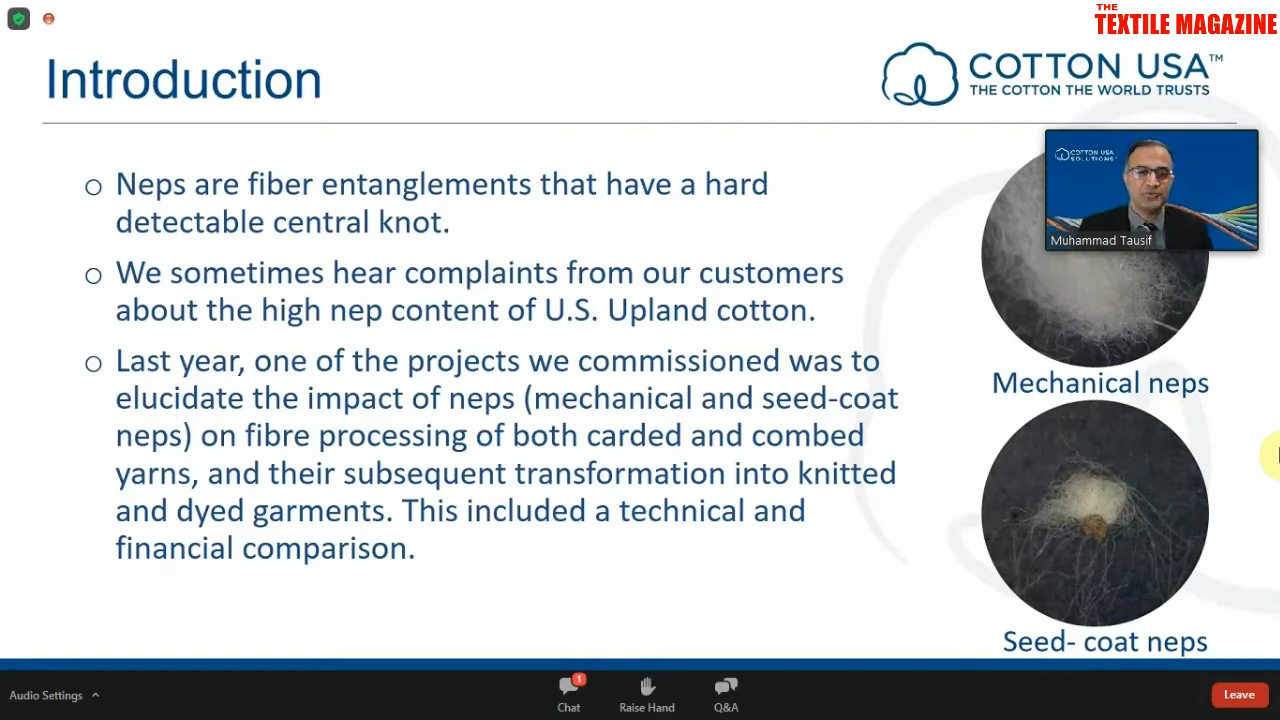 THE
TEXTILE MAGAZINE
Introduction
COTTON USA™
THE COTTON THE WORLD TRUSTS
o Neps are fiber entanglements that have a hard
detectable central knot.
o We sometimes hear complaints from our customers
about the high nep content of U.S. Upland cotton.
o Last year, one of the projects we commissioned was to
elucidate the impact of neps (mechanical and seed-coat
neps) on fibre processing of both carded and combed
yarns, and their subsequent transformation into knitted
and dyed garments. This included a technical and
financial comparison.
COTTON USA
SOLUTIONS
Muhammad Tausif
Mechanical neps
Seed- coat neps
Audio Settings
1
Chat
Raise Hand
Q&A
Leave